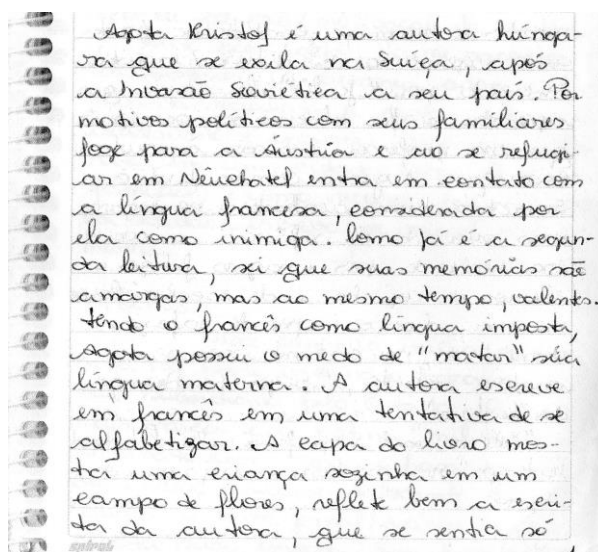 Agota Kristof é uma autora húnga-
ra que se exila na Suíça, após
a Invasão Soviética a seu país. Por
motivos políticos com seus familiares
foge para a Áustria e ao se refugi-
ar em Nêuchatel entra em contato com
a língua francesa, considerada por
ela como inimiga. Como já é a segun-
da leitura, sei que suas memórias são
amargas, mas ao mesmo tempo, valentes.
Tendo o francês como língua imposta,
Agota possui o medo de "matar" sua
língua materna. A autora escreve
em francês em uma tentativa de se
alfabetizar. A capa do livro mos-
tra uma criança sozinha em um
campo de flores, reflete bem a escri-
ta da autora, que se sentia só
spiral